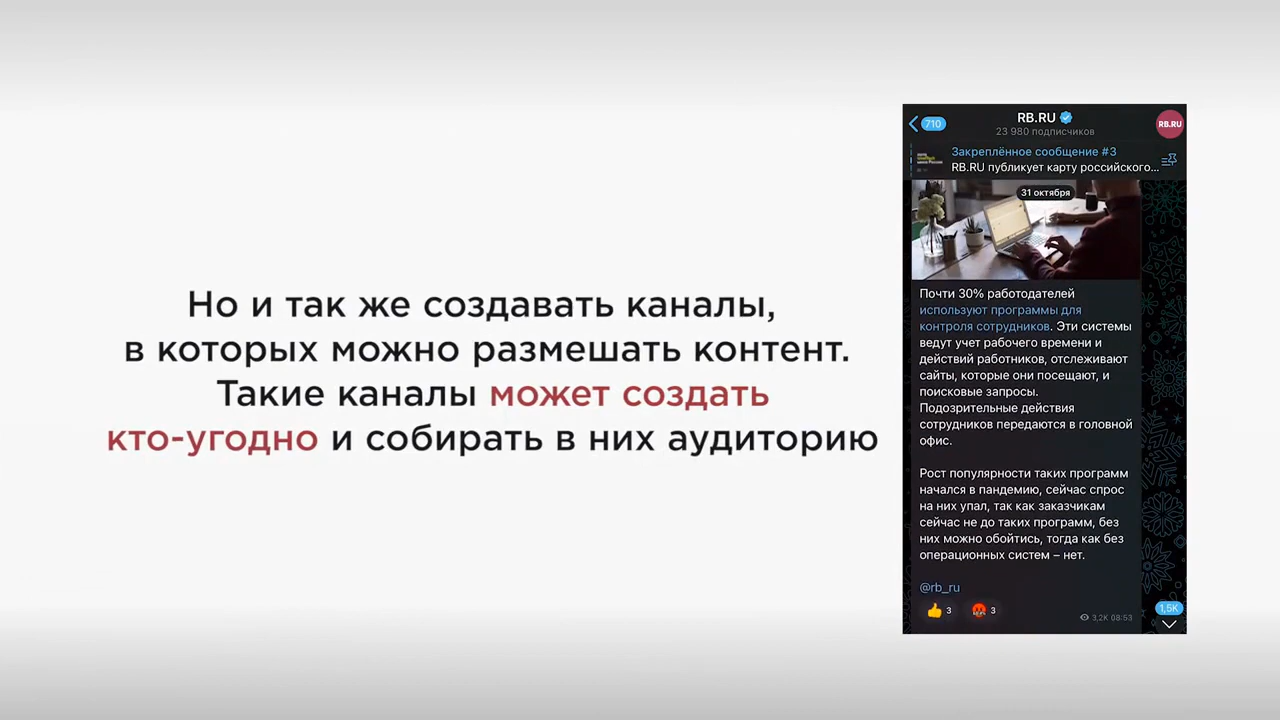 Но и так же создавать каналы,
в которых можно размешать контент.
Такие каналы может создать
кто-угодно и собирать в них аудиторию
710
RB.RU
23 980 подписчиков
RB.RU
Закреплённое сообщение #3
RB.RU публикует карту российского...
31 октября
Почти 30% работодателей
используют программы для
контроля сотрудников. Эти системы
ведут учет рабочего времени и
действий работников, отслеживают
сайты, которые они посещают, и
поисковые запросы.
Подозрительные действия
сотрудников передаются в головной
офис.
Рост популярности таких программ
начался в пандемию, сейчас спрос
на них упал, так как заказчикам
сейчас не до таких программ, без
них можно обойтись, тогда как без
операционных систем – нет.
@rb_ru
3 3
3,2K 08:53
1,5K